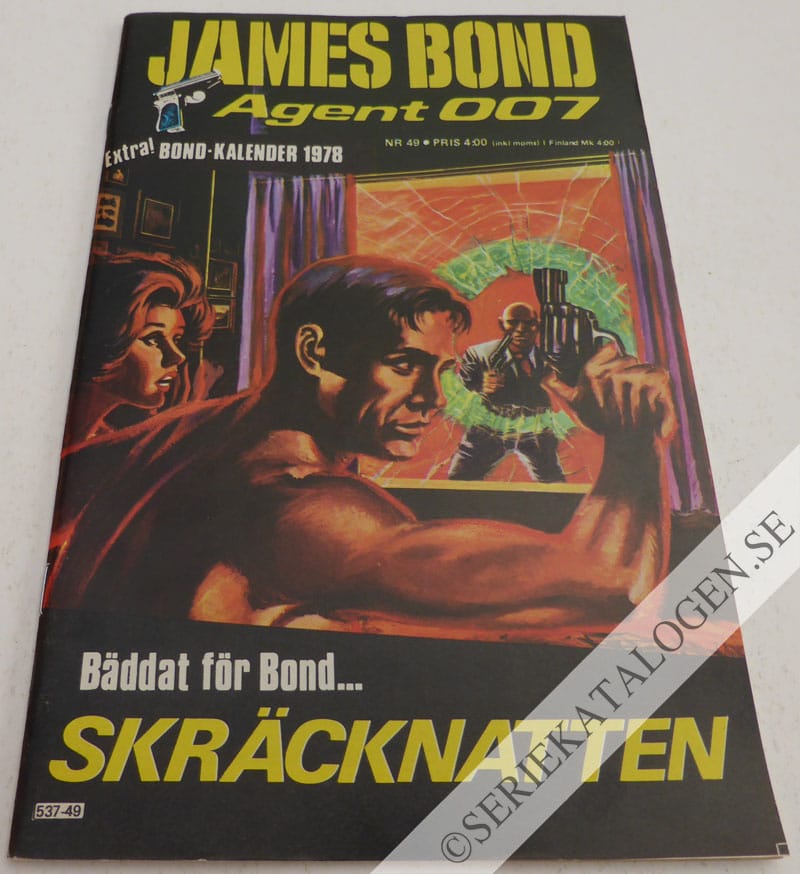 JAMES BOND
Agent 007
NR 49 • PRIS 4:00 (inkl moms) I Finland Mk 4:00
Extra! BOND-KALENDER 1978
Bäddat för Bond...
SKRÄCKNATTEN
537-49
©SERIEKATALOGEN.SE